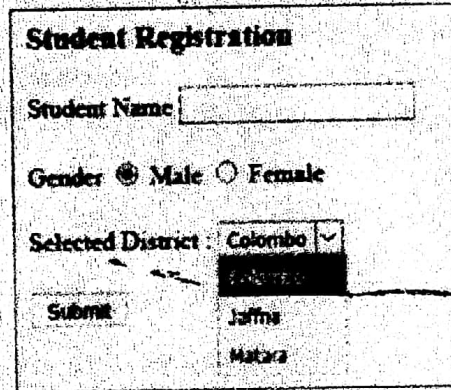 Student Registration
Student Name
Gender Male Female
Selected District : Colombo
Colombo
Submit
Jaffna
Matara